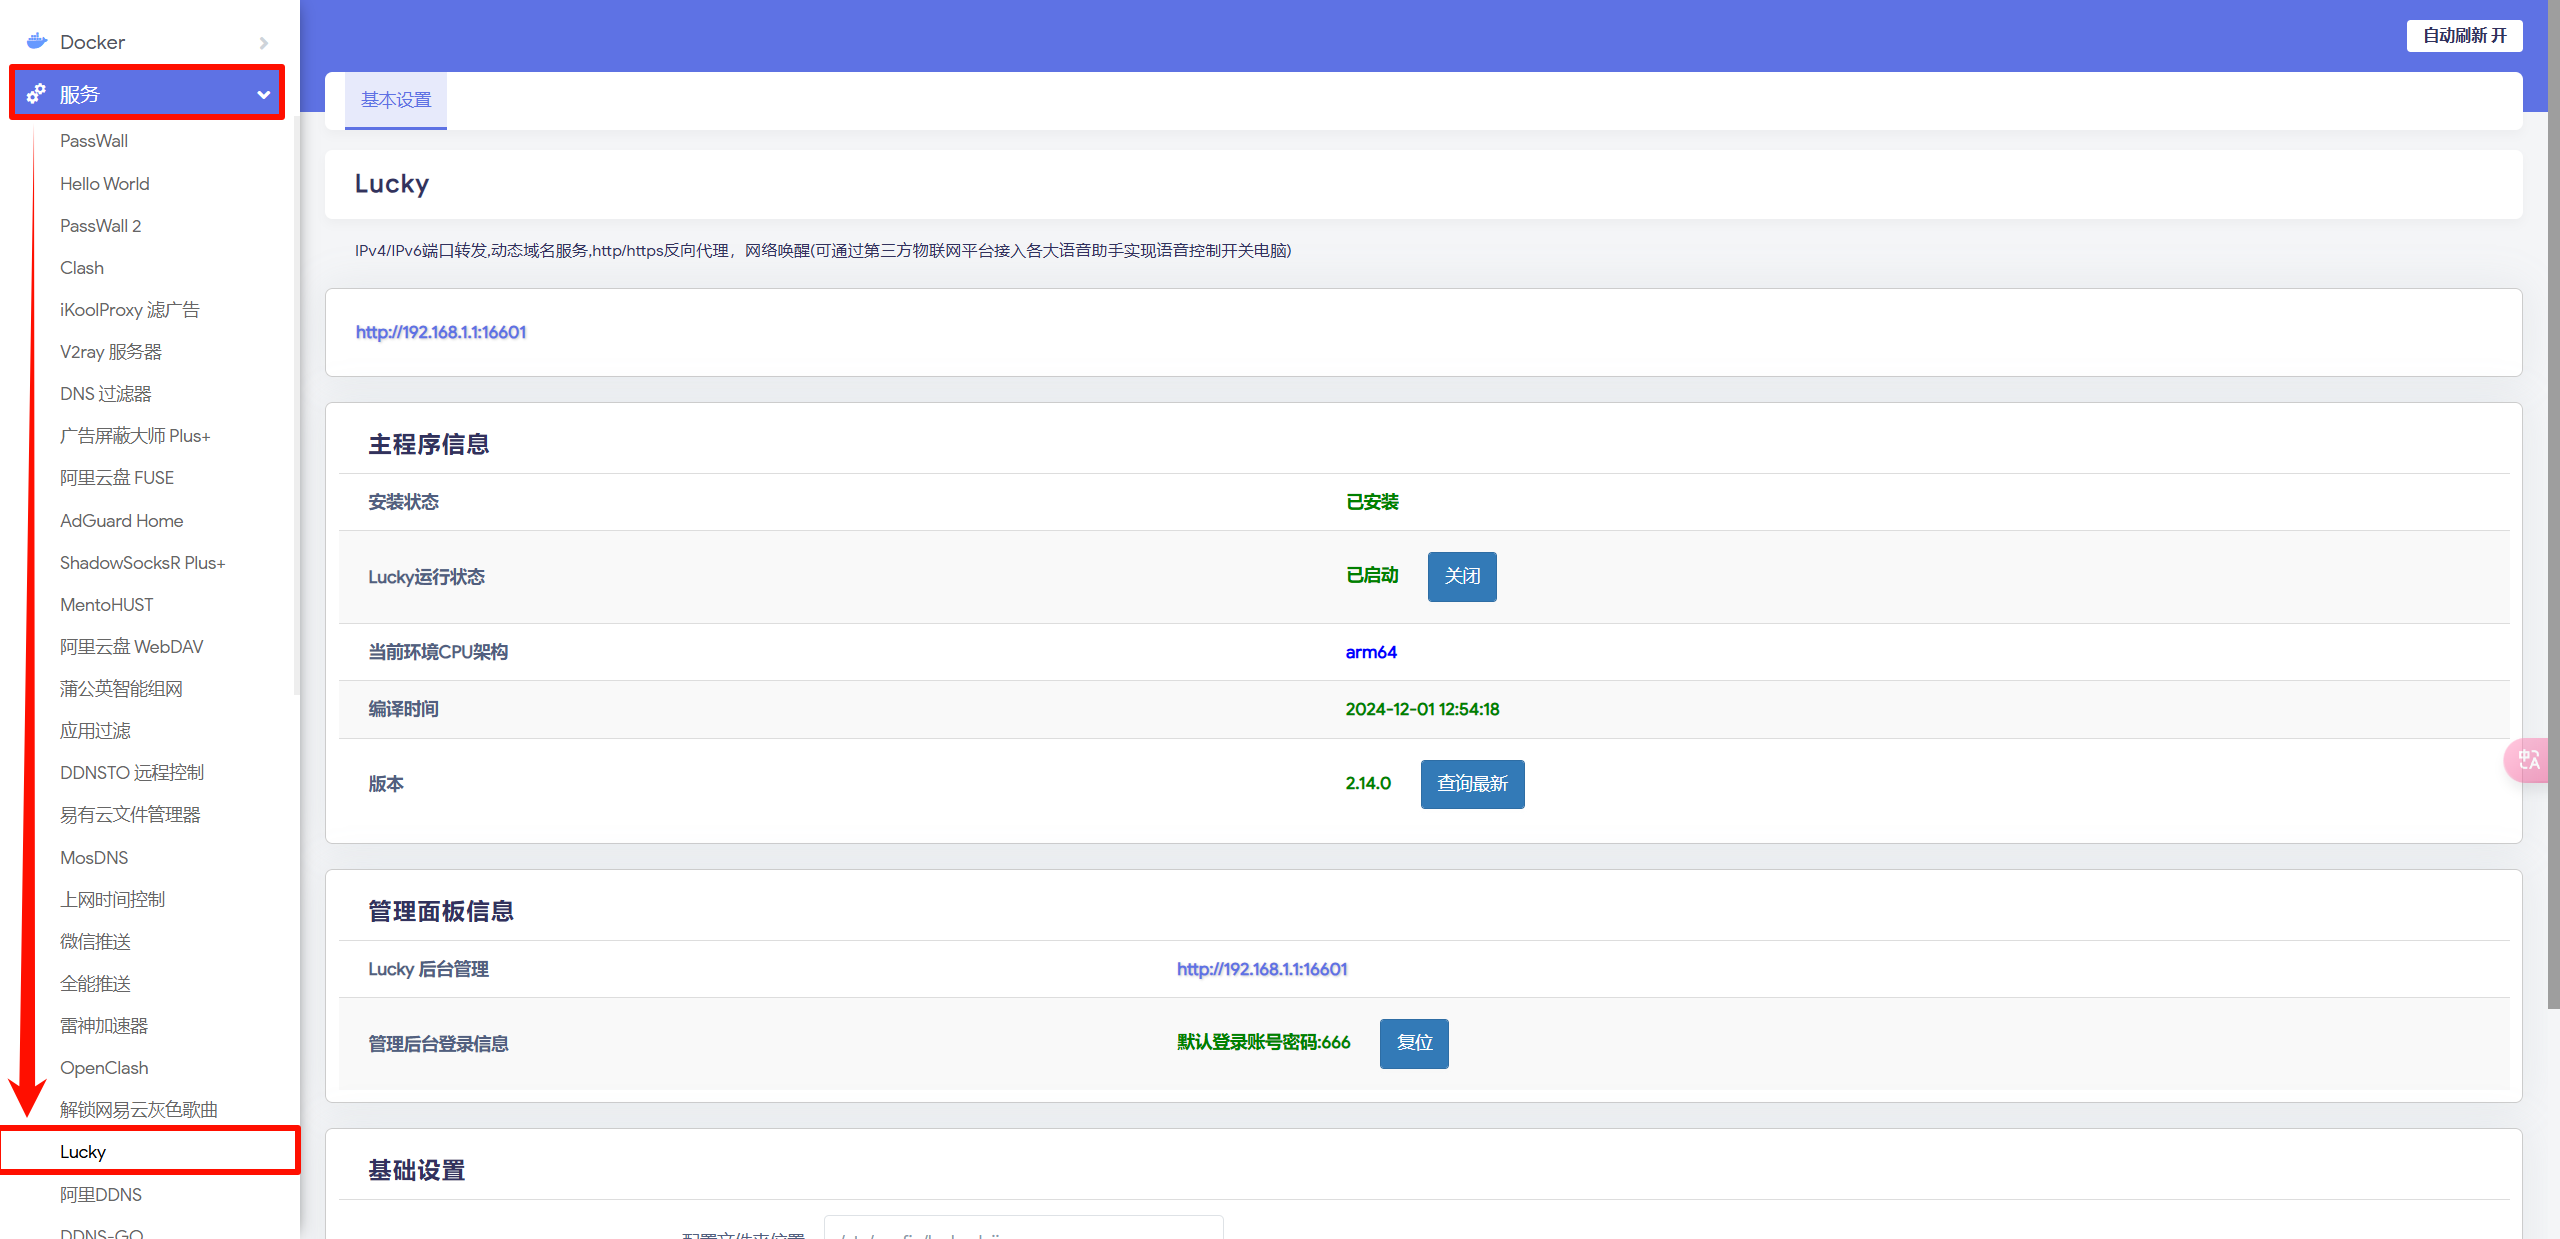 Docker
服务
PassWall
Hello World
PassWall 2
Clash
iKoolProxy 滤广告
V2ray 服务器
DNS 过滤器
广告屏蔽大师 Plus+
阿里云盘 FUSE
AdGuard Home
ShadowSocksR Plus+
MentoHUST
阿里云盘 WebDAV
蒲公英智能组网
应用过滤
DDNSTO 远程控制
易有云文件管理器
MosDNS
上网时间控制
微信推送
全能推送
雷神加速器
OpenClash
解锁网易云灰色歌曲
Lucky
阿里DDNS
DDNS-GO
自动刷新 开
基本设置
Lucky
IPv4/IPv6端口转发,动态域名服务,http/https反向代理，网络唤醒(可通过第三方物联网平台接入各大语音助手实现语音控制开关电脑)
http://192.168.1.1:16601
主程序信息
安装状态 已安装
Lucky运行状态 已启动 关闭
当前环境CPU架构 arm64
编译时间 2024-12-01 12:54:18
版本 2.14.0 查询最新
管理面板信息
Lucky 后台管理 http://192.168.1.1:16601
管理后台登录信息 默认登录账号密码:666 复位
基础设置
配置文件夹位置